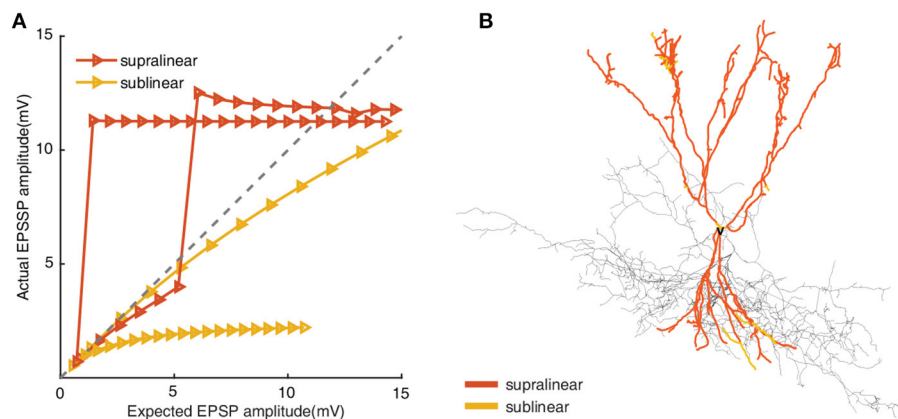 A
B
15
10
5
0
5
10
15
supralinear
sublinear
Actual EPSSP amplitude(mV)
Expected EPSP amplitude(mV)
v
supralinear
sublinear